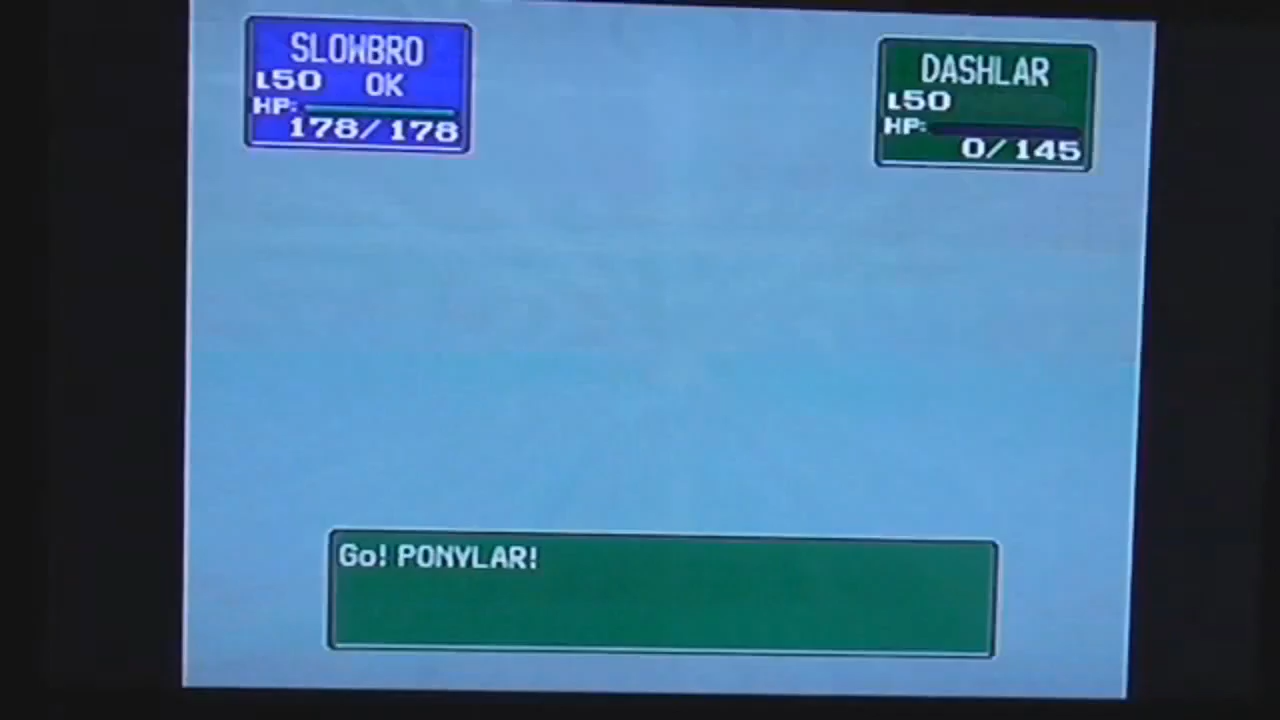 SLOWBRO
L50 OK
HP:
178/178
DASHLAR
L50
HP:
0/145
Go! PONYLAR!